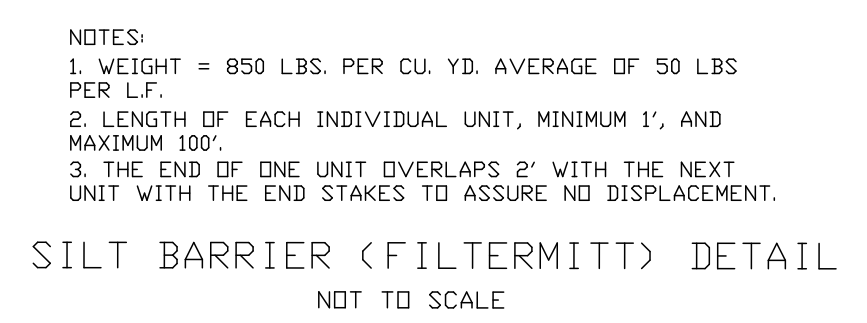 NOTES:
1. WEIGHT = 850 LBS. PER CU. YD. AVERAGE OF 50 LBS
PER L.F.
2. LENGTH OF EACH INDIVIDUAL UNIT, MINIMUM 1', AND
MAXIMUM 100'.
3. THE END OF ONE UNIT OVERLAPS 2' WITH THE NEXT
UNIT WITH THE END STAKES TO ASSURE NO DISPLACEMENT.
SILT BARRIER (FILTERMITT) DETAIL
NOT TO SCALE